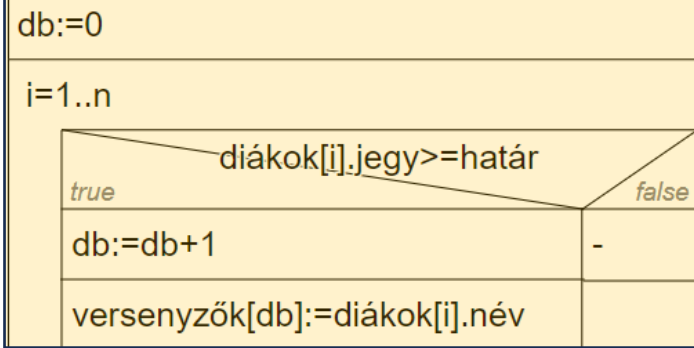 db:=0
i=1..n
diákok[i].jegy>=határ
true
false
db:=db+1
-
versenyzők[db]:=diákok[i].név